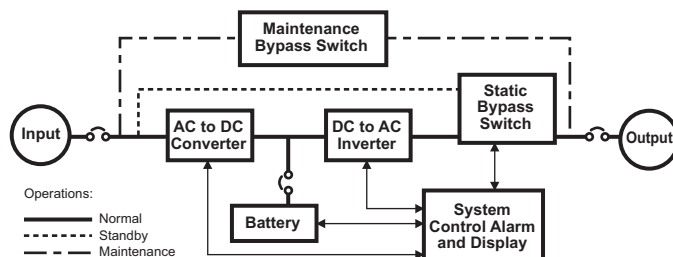 Maintenance
Bypass Switch
Static
Bypass
Switch
Input
AC to DC
Converter
DC to AC
Inverter
Output
Operations:
Normal
Standby
Maintenance
Battery
System
Control Alarm
and Display